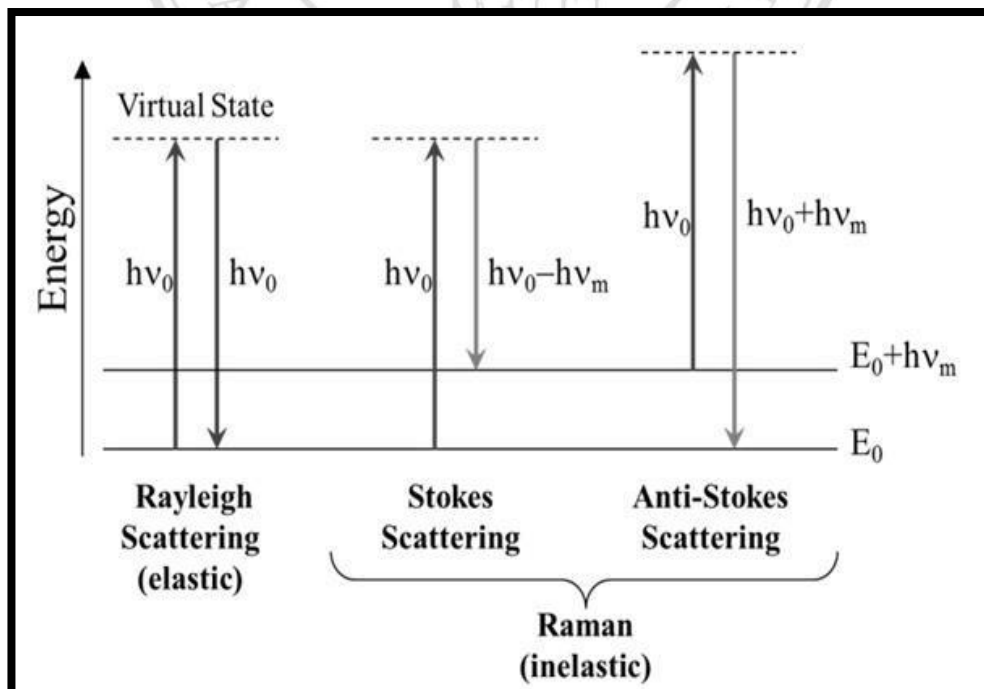 Virtual State
Energy
hν₀
hν₀
hν₀
hν₀–hνₘ
hν₀
hν₀+hνₘ
E₀+hνₘ
E₀
Rayleigh
Scattering
(elastic)
Stokes
Scattering
Anti-Stokes
Scattering
Raman
(inelastic)